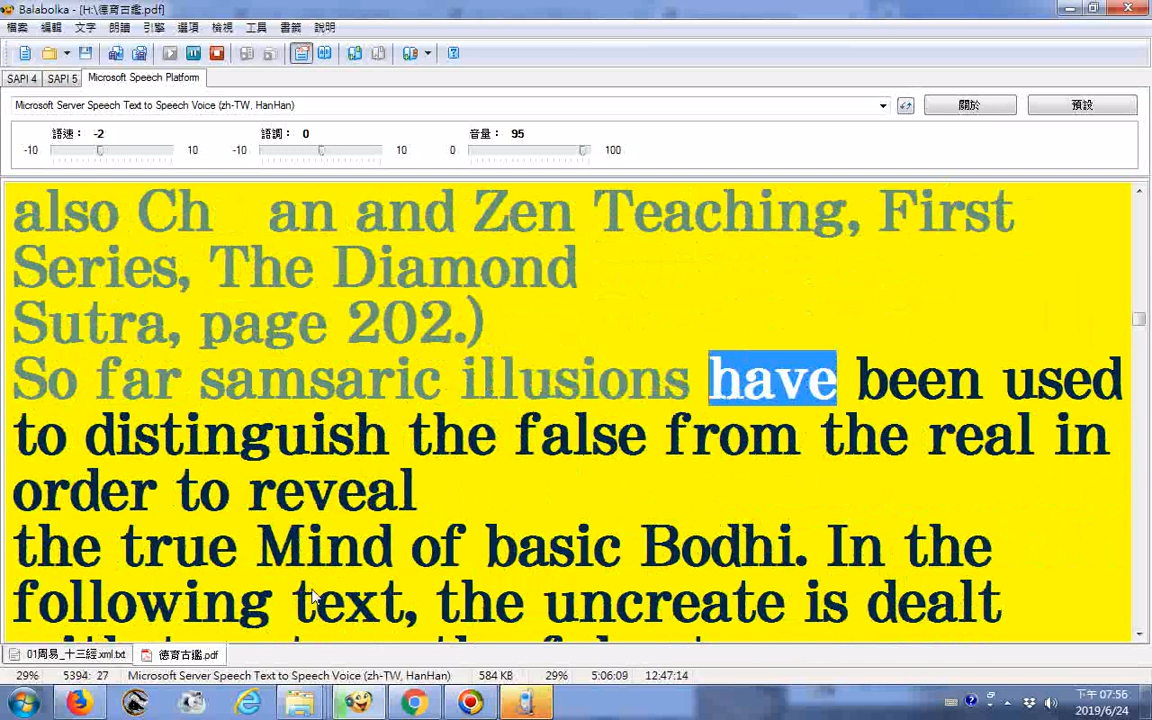 Balabolka - [H:\德育古鑑.pdf]
檔案 編輯 文字 朗讀 引擎 選項 檢視 工具 書籤 說明
SAPI 4 SAPI 5 Microsoft Speech Platform
Microsoft Server Speech Text to Speech Voice (zh-TW, HanHan) 關於 預設
語速： -2 語調： 0 音量： 95
-10 10 -10 10 0 100
also Ch an and Zen Teaching, First
Series, The Diamond
Sutra, page 202.)
So far samsaric illusions have been used
to distinguish the false from the real in
order to reveal
the true Mind of basic Bodhi. In the
following text, the uncreate is dealt
01周易_十三經.xml.txt 德育古鑑.pdf
29% 5394: 27 Microsoft Server Speech Text to Speech Voice (zh-TW, HanHan) 584 KB 29% 5:06:09 12:47:14
下午 07:56
2019/6/24